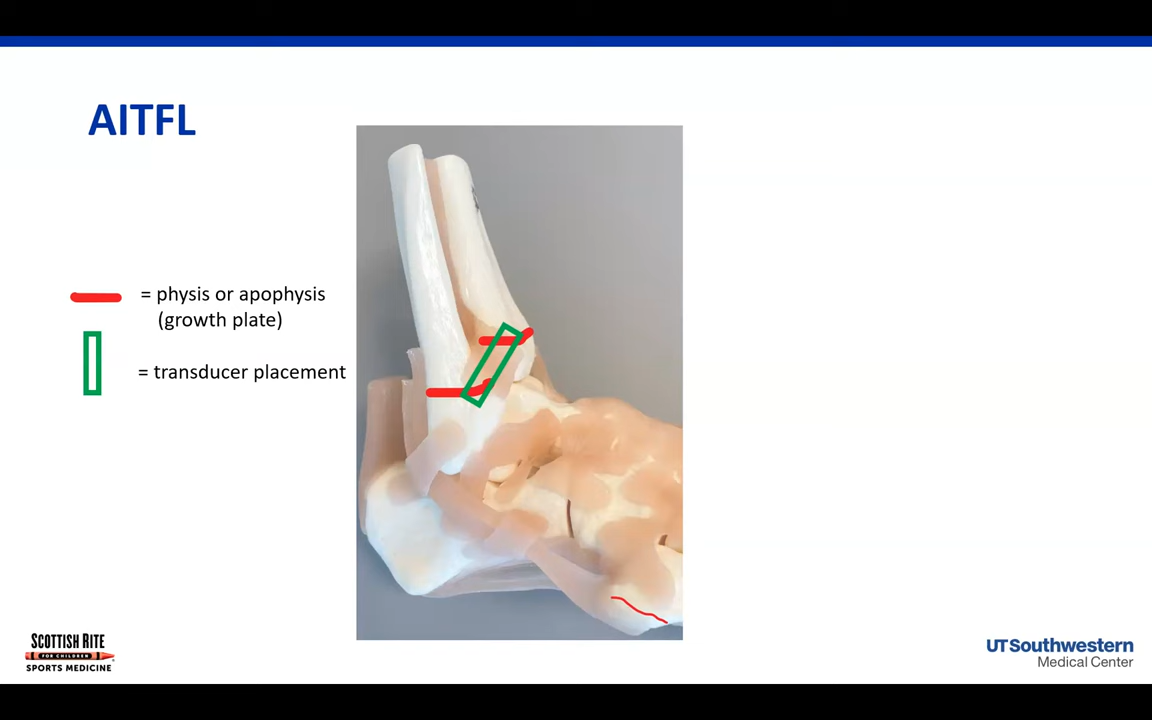 AITFL
= physis or apophysis
(growth plate)
= transducer placement
SCOTTISH RITE
FOR CHILDREN
SPORTS MEDICINE
UTSouthwestern
Medical Center